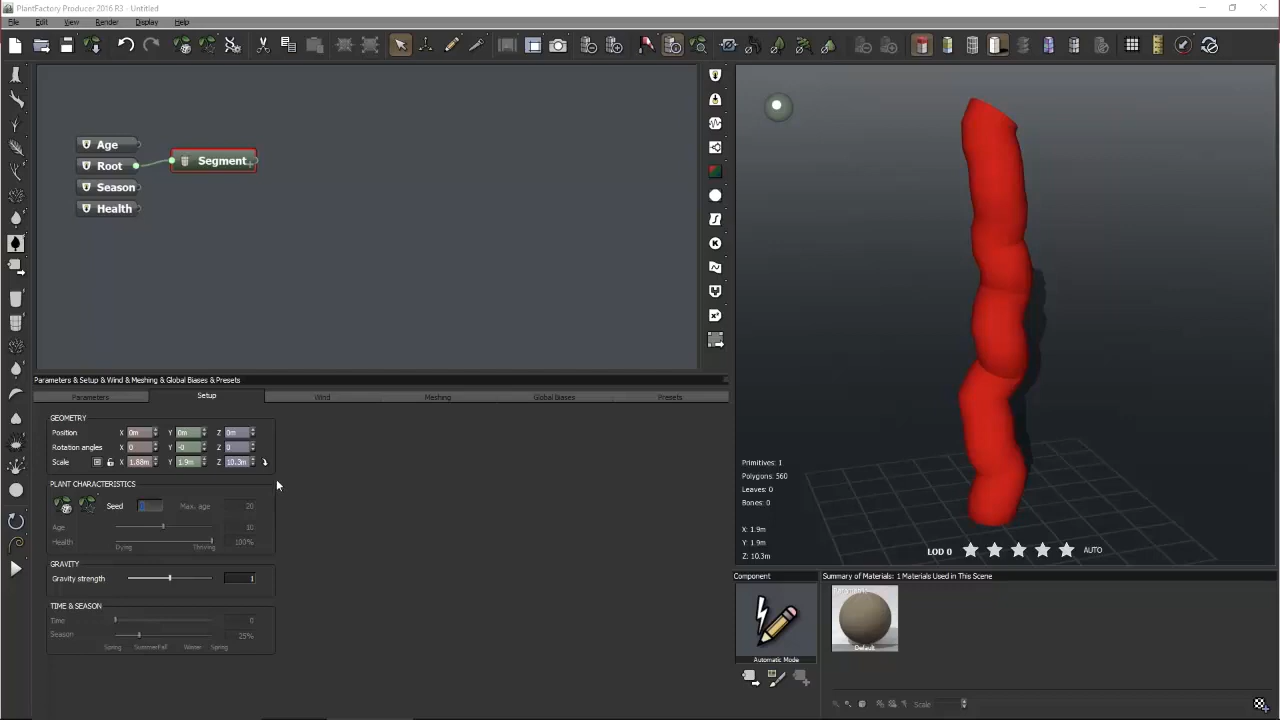 PlantFactory Producer 2016 R3 - Untitled
File Edit View Render Display Help
Age
Root
Segment
Season
Health
Parameters & Setup & Wind & Meshing & Global Biases & Presets
Parameters Setup Wind Meshing Global Biases Presets
GEOMETRY
Position X 0m Y 0m Z 0m
Rotation angles X 0 Y -0 Z 0
Scale X 1.88m Y 1.9m Z 10.3m
PLANT CHARACTERISTICS
Seed Max. age 20
Age 10
Health 100%
Dying Thriving
GRAVITY
Gravity strength 1
TIME & SEASON
Time 0
Season 25%
Spring Summer Fall Winter Spring
Primitives: 1
Polygons: 560
Leaves: 0
Bones: 0
X: 1.9m
Y: 1.9m
Z: 10.3m
LOD 0 AUTO
Component
Automatic Mode
Summary of Materials: 1 Materials Used in This Scene
Default
Scale